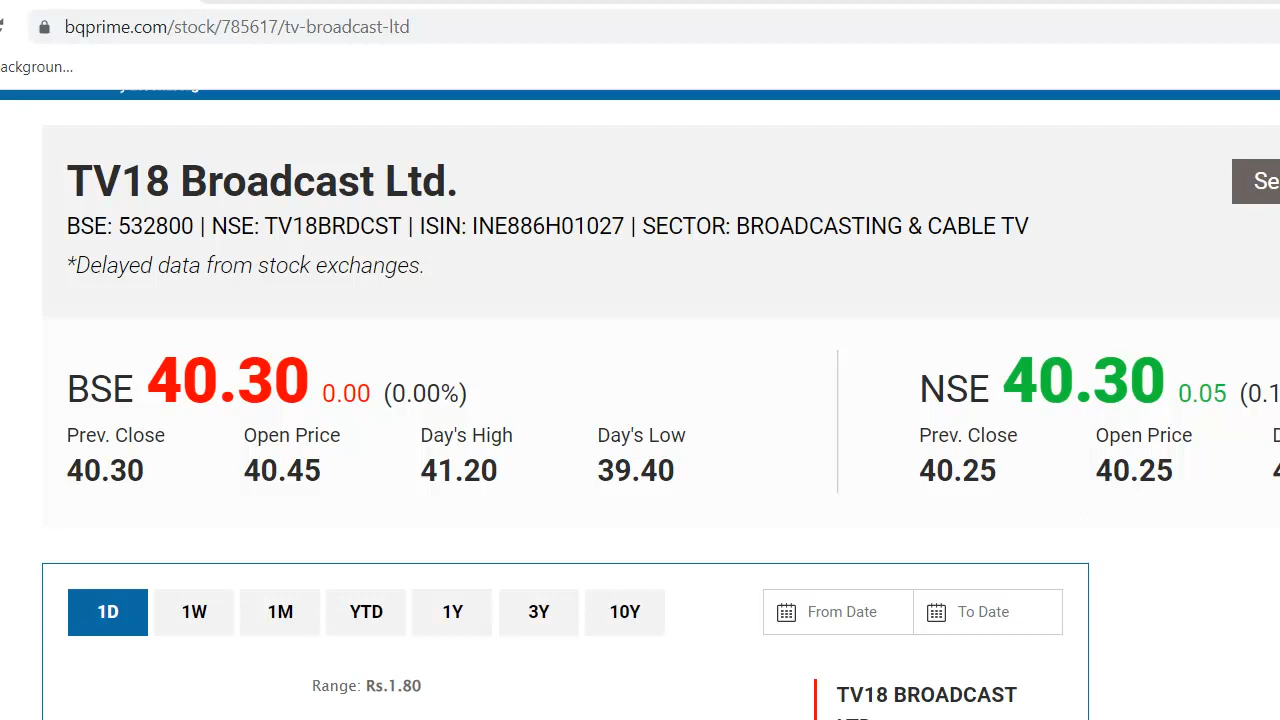 bqprime.com/stock/785617/tv-broadcast-ltd
ackgroun...
TV18 Broadcast Ltd.
Se
BSE: 532800 | NSE: TV18BRDCST | ISIN: INE886H01027 | SECTOR: BROADCASTING & CABLE TV
*Delayed data from stock exchanges.
BSE 40.30 0.00 (0.00%)
Prev. Close Open Price Day's High Day's Low
40.30 40.45 41.20 39.40
NSE 40.30 0.05 (0.1
Prev. Close Open Price
40.25 40.25
1D 1W 1M YTD 1Y 3Y 10Y
From Date To Date
Range: Rs.1.80
TV18 BROADCAST